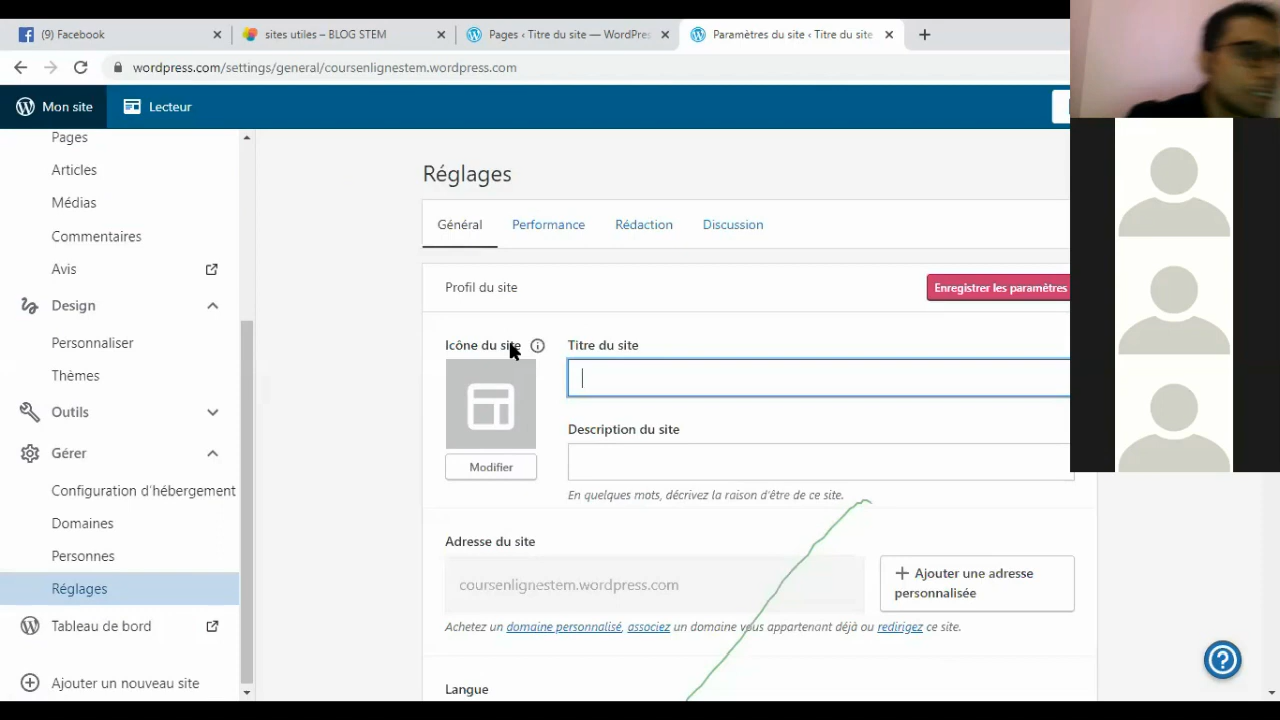 (9) Facebook
sites utiles – BLOG STEM
Pages ‹ Titre du site — WordPre
Paramètres du site ‹ Titre du site
wordpress.com/settings/general/coursenlignestem.wordpress.com
Mon site
Lecteur
Pages
Articles
Médias
Commentaires
Avis
Design
Personnaliser
Thèmes
Outils
Gérer
Configuration d'hébergement
Domaines
Personnes
Réglages
Tableau de bord
Ajouter un nouveau site
Réglages
Général
Performance
Rédaction
Discussion
Profil du site
Enregistrer les paramètres
Icône du site
Titre du site
Modifier
Description du site
En quelques mots, décrivez la raison d'être de ce site.
Adresse du site
coursenlignestem.wordpress.com
Ajouter une adresse
personnalisée
Achetez un domaine personnalisé, associez un domaine vous appartenant déjà ou redirigez ce site.
Langue